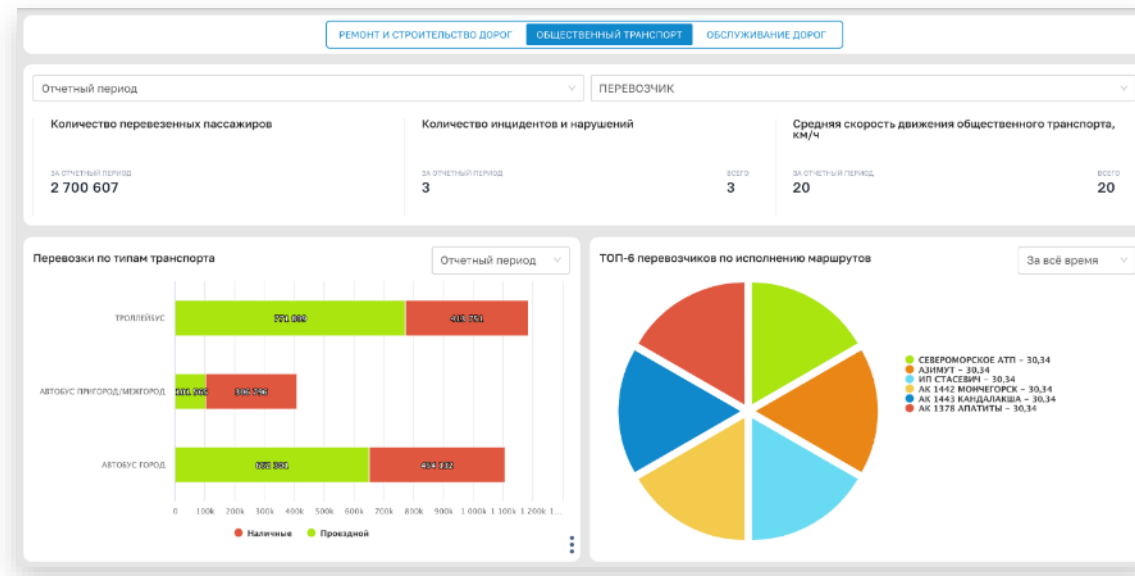 РЕМОНТ И СТРОИТЕЛЬСТВО ДОРОГ ОБЩЕСТВЕННЫЙ ТРАНСПОРТ ОБСЛУЖИВАНИЕ ДОРОГ
Отчетный период ПЕРЕВОЗЧИК
Количество перевезенных пассажиров
ЗА ОТЧЕТНЫЙ ПЕРИОД
2 700 607
Количество инцидентов и нарушений
ЗА ОТЧЕТНЫЙ ПЕРИОД ВСЕГО
3 3
Средняя скорость движения общественного транспорта,
км/ч
ЗА ОТЧЕТНЫЙ ПЕРИОД ВСЕГО
20 20
Перевозки по типам транспорта Отчетный период
ТРОЛЛЕЙБУС
АВТОБУС ПРИГОРОД/МЕЖГОРОД
АВТОБУС ГОРОД
0 100k 200k 300k 400k 500k 600k 700k 800k 900k 1 000k 1 100k 1 200k 1...
Наличные Проездной
ТОП-6 перевозчиков по исполнению маршрутов За всё время
СЕВЕРОМОРСКОЕ АТП – 30,34
АЗИМУТ – 30,34
ИП СТАСЕВИЧ – 30,34
АК 1442 МОНЧЕГОРСК – 30,34
АК 1443 КАНДАЛАКША – 30,34
АК 1378 АПАТИТЫ – 30,34